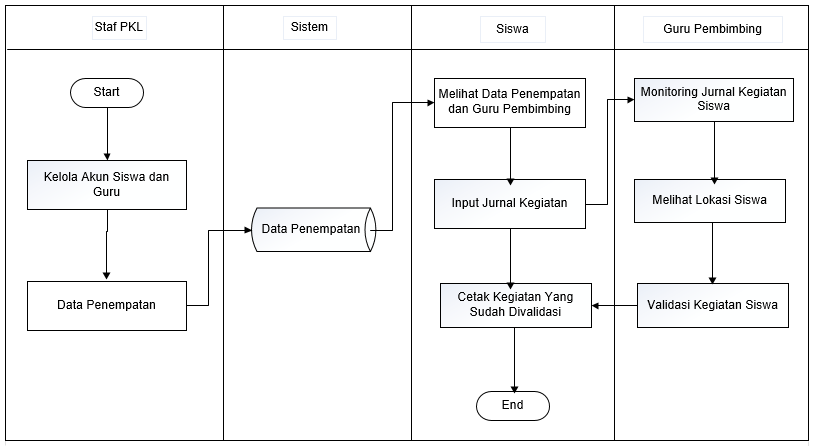 Staf PKL
Sistem
Siswa
Guru Pembimbing
Start
Kelola Akun Siswa dan
Guru
Data Penempatan
Data Penempatan
Melihat Data Penempatan
dan Guru Pembimbing
Input Jurnal Kegiatan
Cetak Kegiatan Yang
Sudah Divalidasi
End
Monitoring Jurnal Kegiatan
Siswa
Melihat Lokasi Siswa
Validasi Kegiatan Siswa